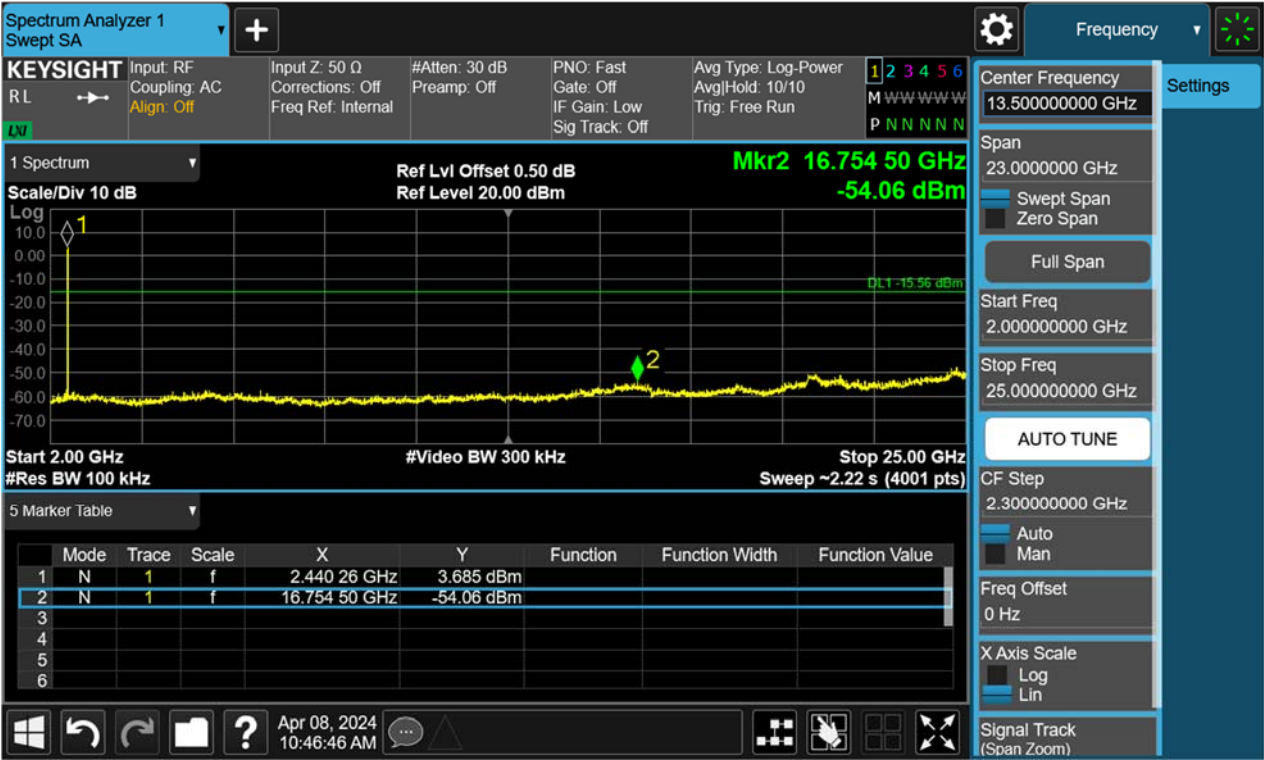 Spectrum Analyzer 1
Swept SA
Frequency
KEYSIGHT
R L
LXI
Input: RF
Coupling: AC
Align: Off
Input Z: 50 Ω
Corrections: Off
Freq Ref: Internal
#Atten: 30 dB
Preamp: Off
PNO: Fast
Gate: Off
IF Gain: Low
Sig Track: Off
Avg Type: Log-Power
Avg|Hold: 10/10
Trig: Free Run
1 2 3 4 5 6
M W W W W W
P N N N N N
1 Spectrum
Scale/Div 10 dB
Ref Lvl Offset 0.50 dB
Ref Level 20.00 dBm
Mkr2 16.754 50 GHz
-54.06 dBm
Log
10.0
0.00
-10.0
-20.0
-30.0
-40.0
-50.0
-60.0
-70.0
1
DL1 -15.56 dBm
2
Start 2.00 GHz
#Video BW 300 kHz
Stop 25.00 GHz
#Res BW 100 kHz
Sweep ~2.22 s (4001 pts)
5 Marker Table
Mode Trace Scale X Y Function Function Width Function Value
1 N 1 f 2.440 26 GHz 3.685 dBm
2 N 1 f 16.754 50 GHz -54.06 dBm
3
4
5
6
Apr 08, 2024
10:46:46 AM
Settings
Center Frequency
13.500000000 GHz
Span
23.0000000 GHz
Swept Span
Zero Span
Full Span
Start Freq
2.000000000 GHz
Stop Freq
25.000000000 GHz
AUTO TUNE
CF Step
2.300000000 GHz
Auto
Man
Freq Offset
0 Hz
X Axis Scale
Log
Lin
Signal Track
(Span Zoom)